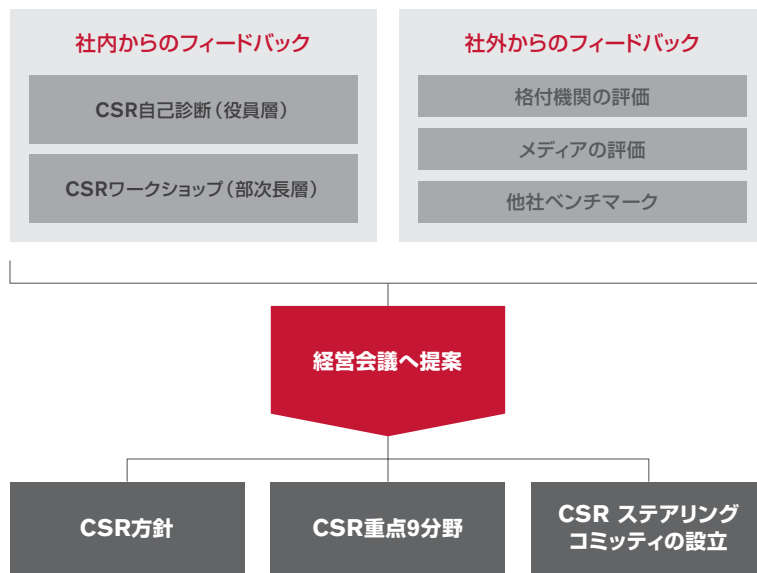 社内からのフィードバック
CSR自己診断（役員層）
CSRワークショップ（部次長層）
社外からのフィードバック
格付機関の評価
メディアの評価
他社ベンチマーク
経営会議へ提案
CSR方針
CSR重点9分野
CSR ステアリング
コミッティの設立